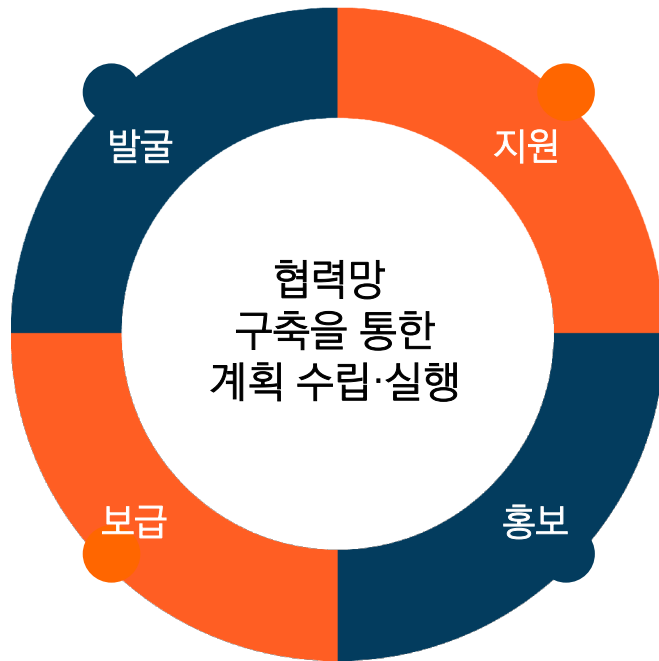 발굴
지원
협력망
구축을 통한
계획 수립·실행
보급
홍보